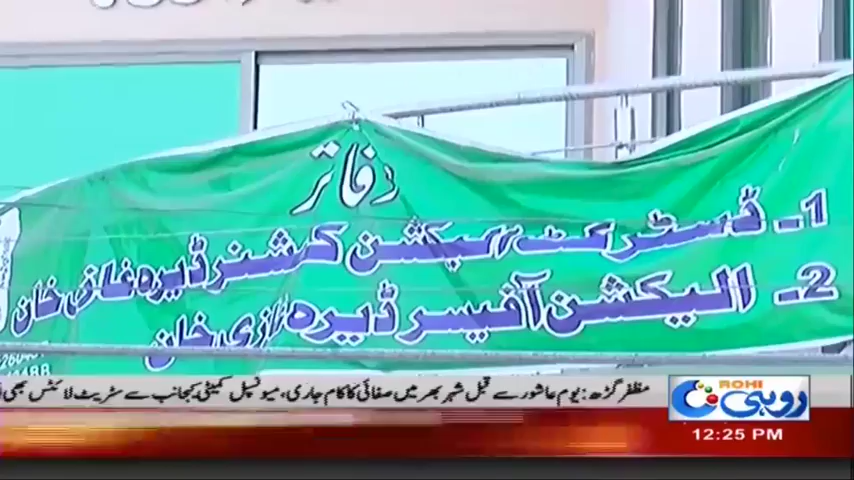 دفاتر
1۔ ڈسٹرکٹ الیکشن کمشنر ڈیرہ غازی خان
2۔ الیکشن آفیسر ڈیرہ غازی خان
مظفر گڑھ: یوم عاشور سے قبل شہر بھر میں صفائی کا کام جاری، میونسپل کمیٹی کیجانب سے سٹریٹ لائٹس بھی
ROHI
روہی
12:25 PM